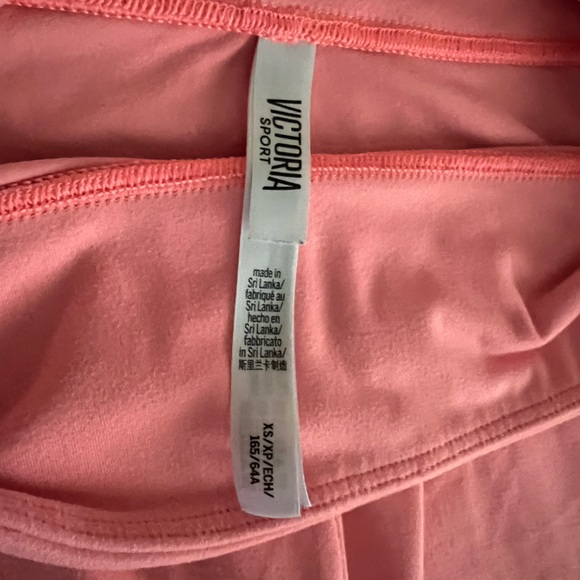 VICTORIA
SPORT
made in
Sri Lanka/
fabriqué au
Sri Lanka/
hecho en
Sri Lanka/
fabbricato
in Sri Lanka/
斯里兰卡制造
XS/XP/ECH/
165/64A